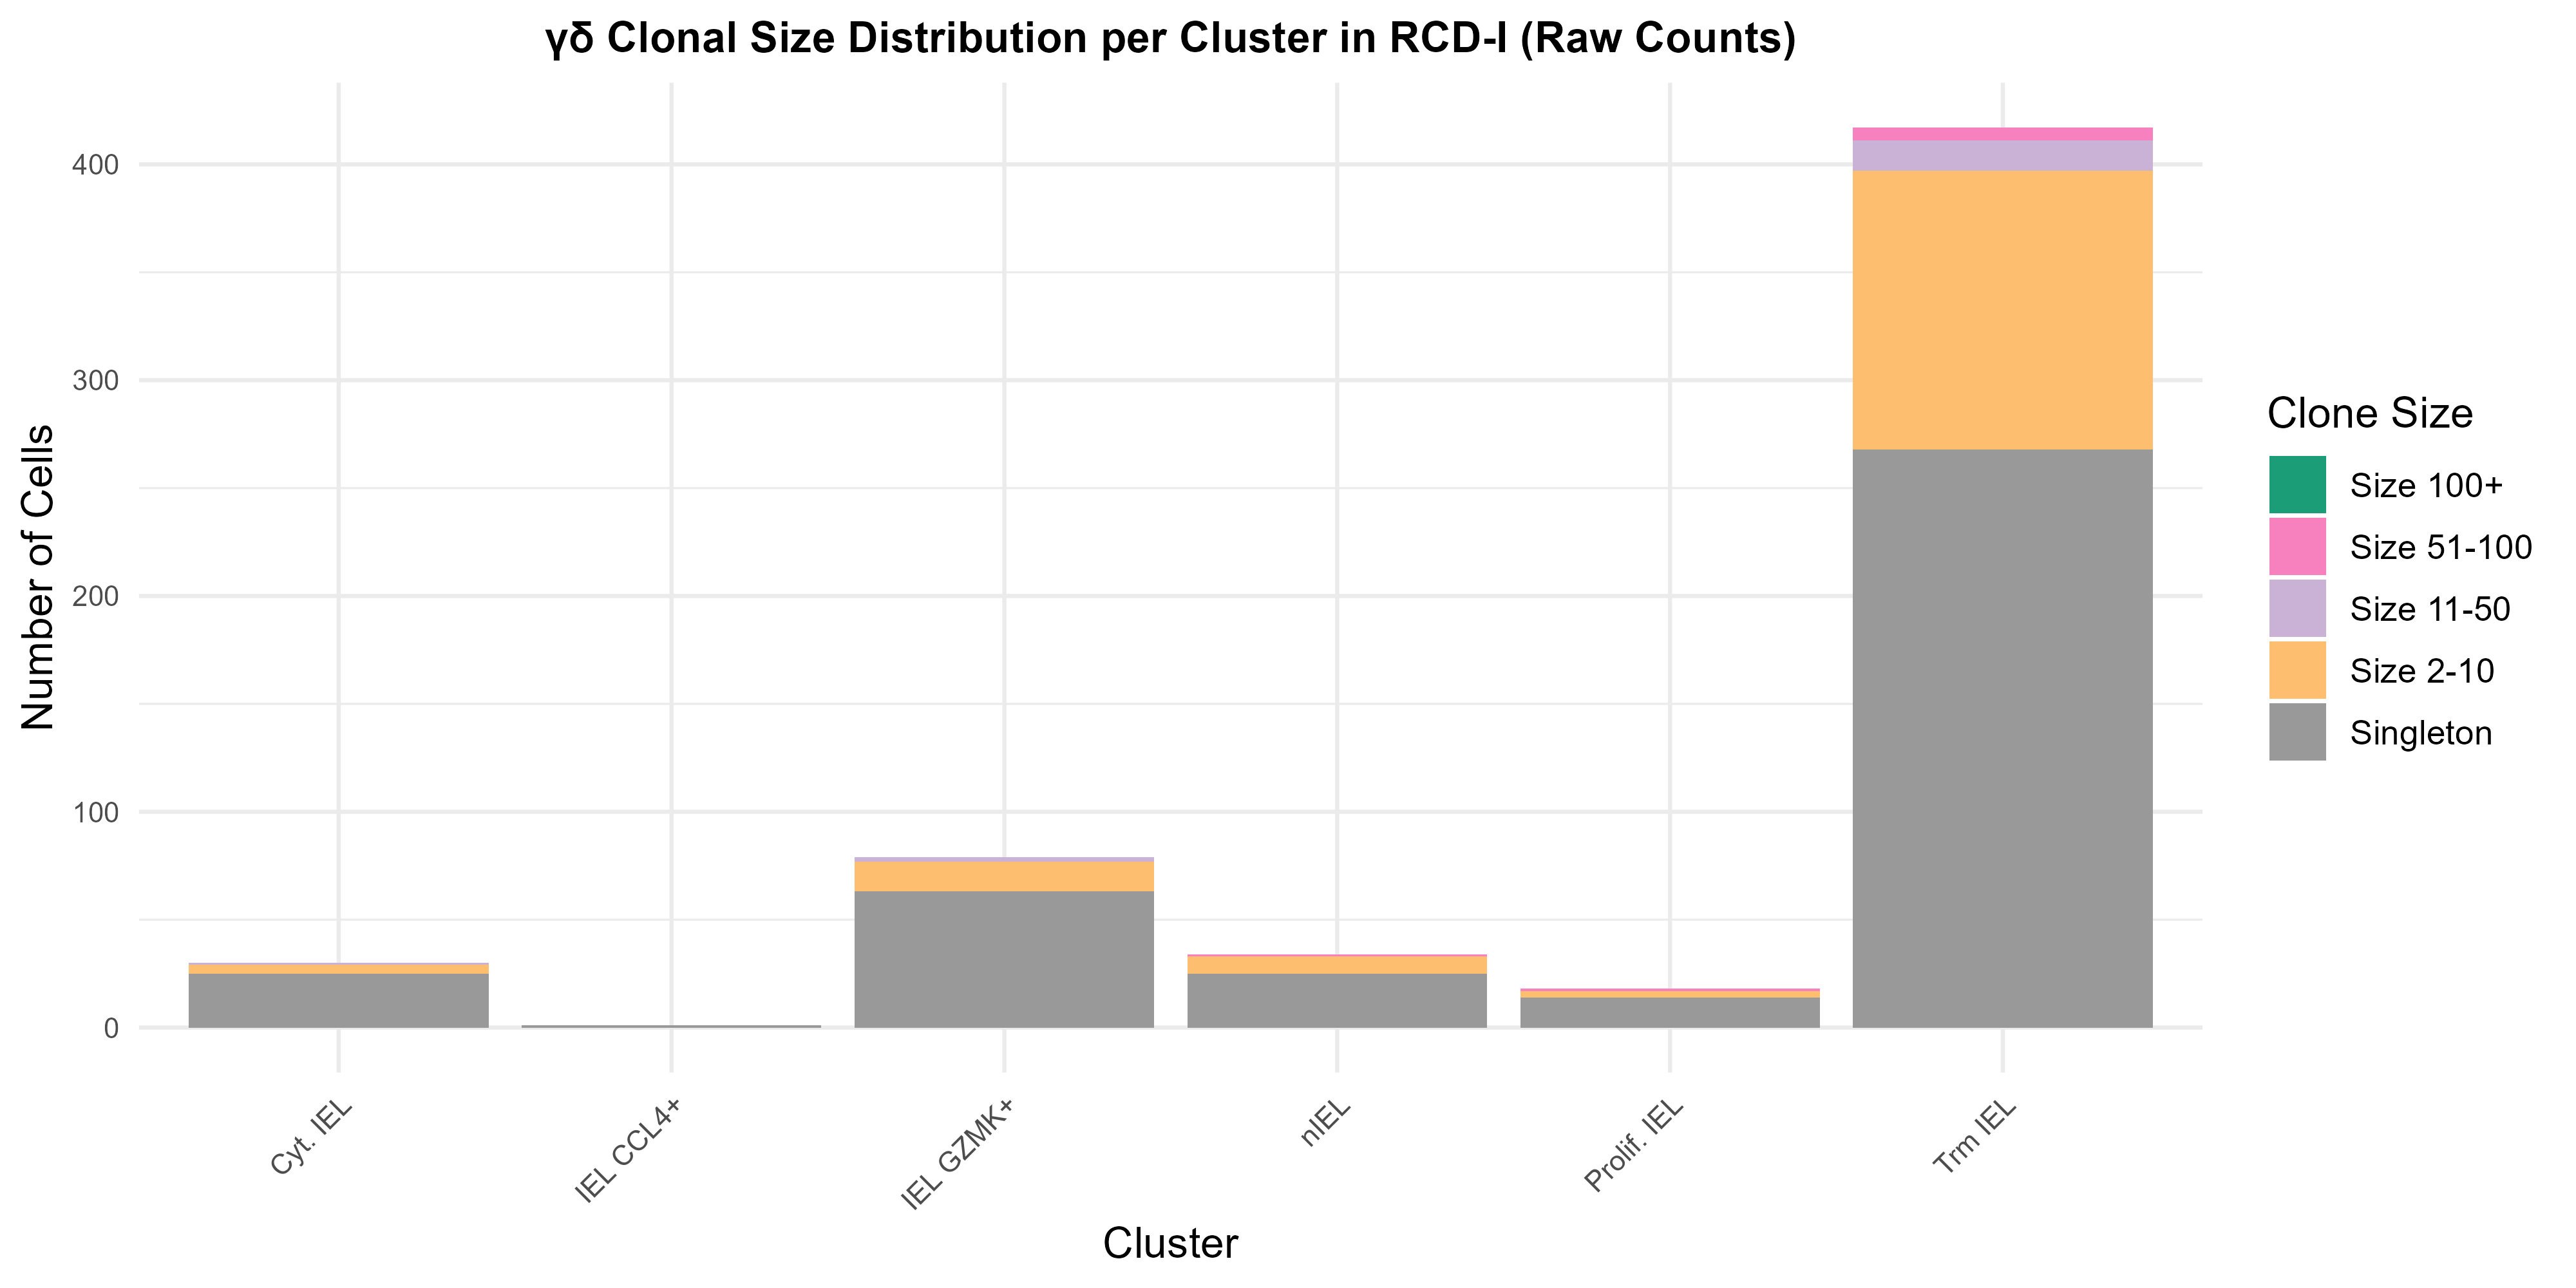 γδ Clonal Size Distribution per Cluster in RCD-I (Raw Counts)
Number of Cells
400
300
200
100
0
Cyt. IEL
IEL CCL4+
IEL GZMK+
nIEL
Prolif. IEL
Trm IEL
Cluster
Clone Size
Size 100+
Size 51-100
Size 11-50
Size 2-10
Singleton